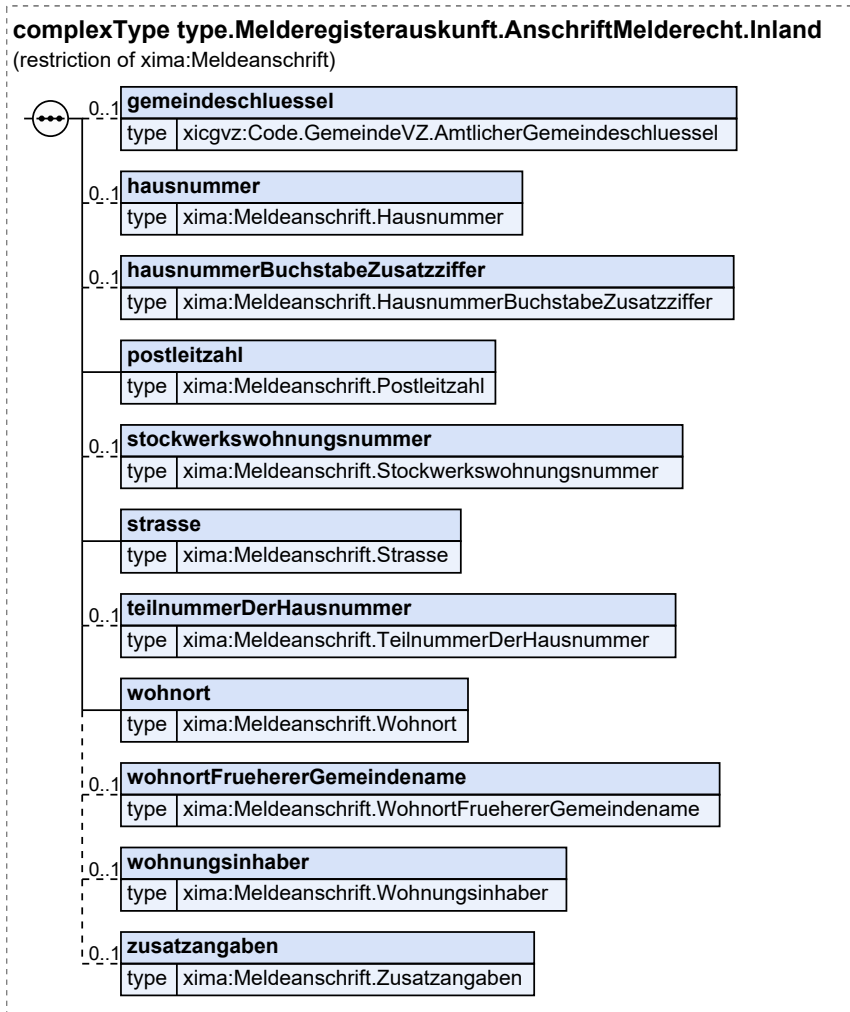 complexType type.Melderegisterauskunft.AnschriftMelderecht.Inland
(restriction of xima:Meldeanschrift)
0..1 gemeindeschluessel
type xicgvz:Code.GemeindeVZ.AmtlicherGemeindeschluessel
0..1 hausnummer
type xima:Meldeanschrift.Hausnummer
0..1 hausnummerBuchstabeZusatzziffer
type xima:Meldeanschrift.HausnummerBuchstabeZusatzziffer
postleitzahl
type xima:Meldeanschrift.Postleitzahl
0..1 stockwerkswohnungsnummer
type xima:Meldeanschrift.Stockwerkswohnungsnummer
strasse
type xima:Meldeanschrift.Strasse
0..1 teilnummerDerHausnummer
type xima:Meldeanschrift.TeilnummerDerHausnummer
wohnort
type xima:Meldeanschrift.Wohnort
0..1 wohnortFruehererGemeindename
type xima:Meldeanschrift.WohnortFruehererGemeindename
0..1 wohnungsinhaber
type xima:Meldeanschrift.Wohnungsinhaber
0..1 zusatzangaben
type xima:Meldeanschrift.Zusatzangaben